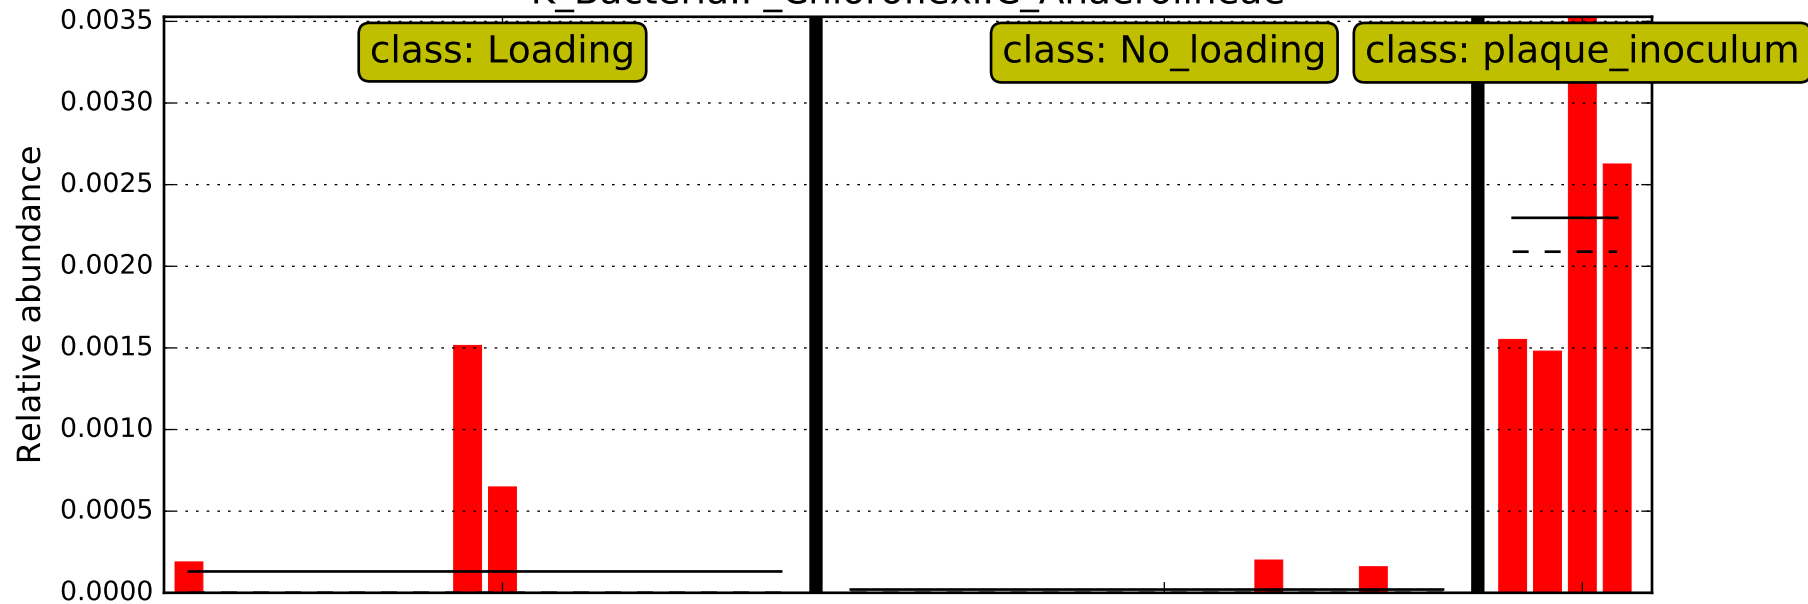 class: Loading
class: No_loading
class: plaque_inoculum
Relative abundance
0.0035
0.0030
0.0025
0.0020
0.0015
0.0010
0.0005
0.0000